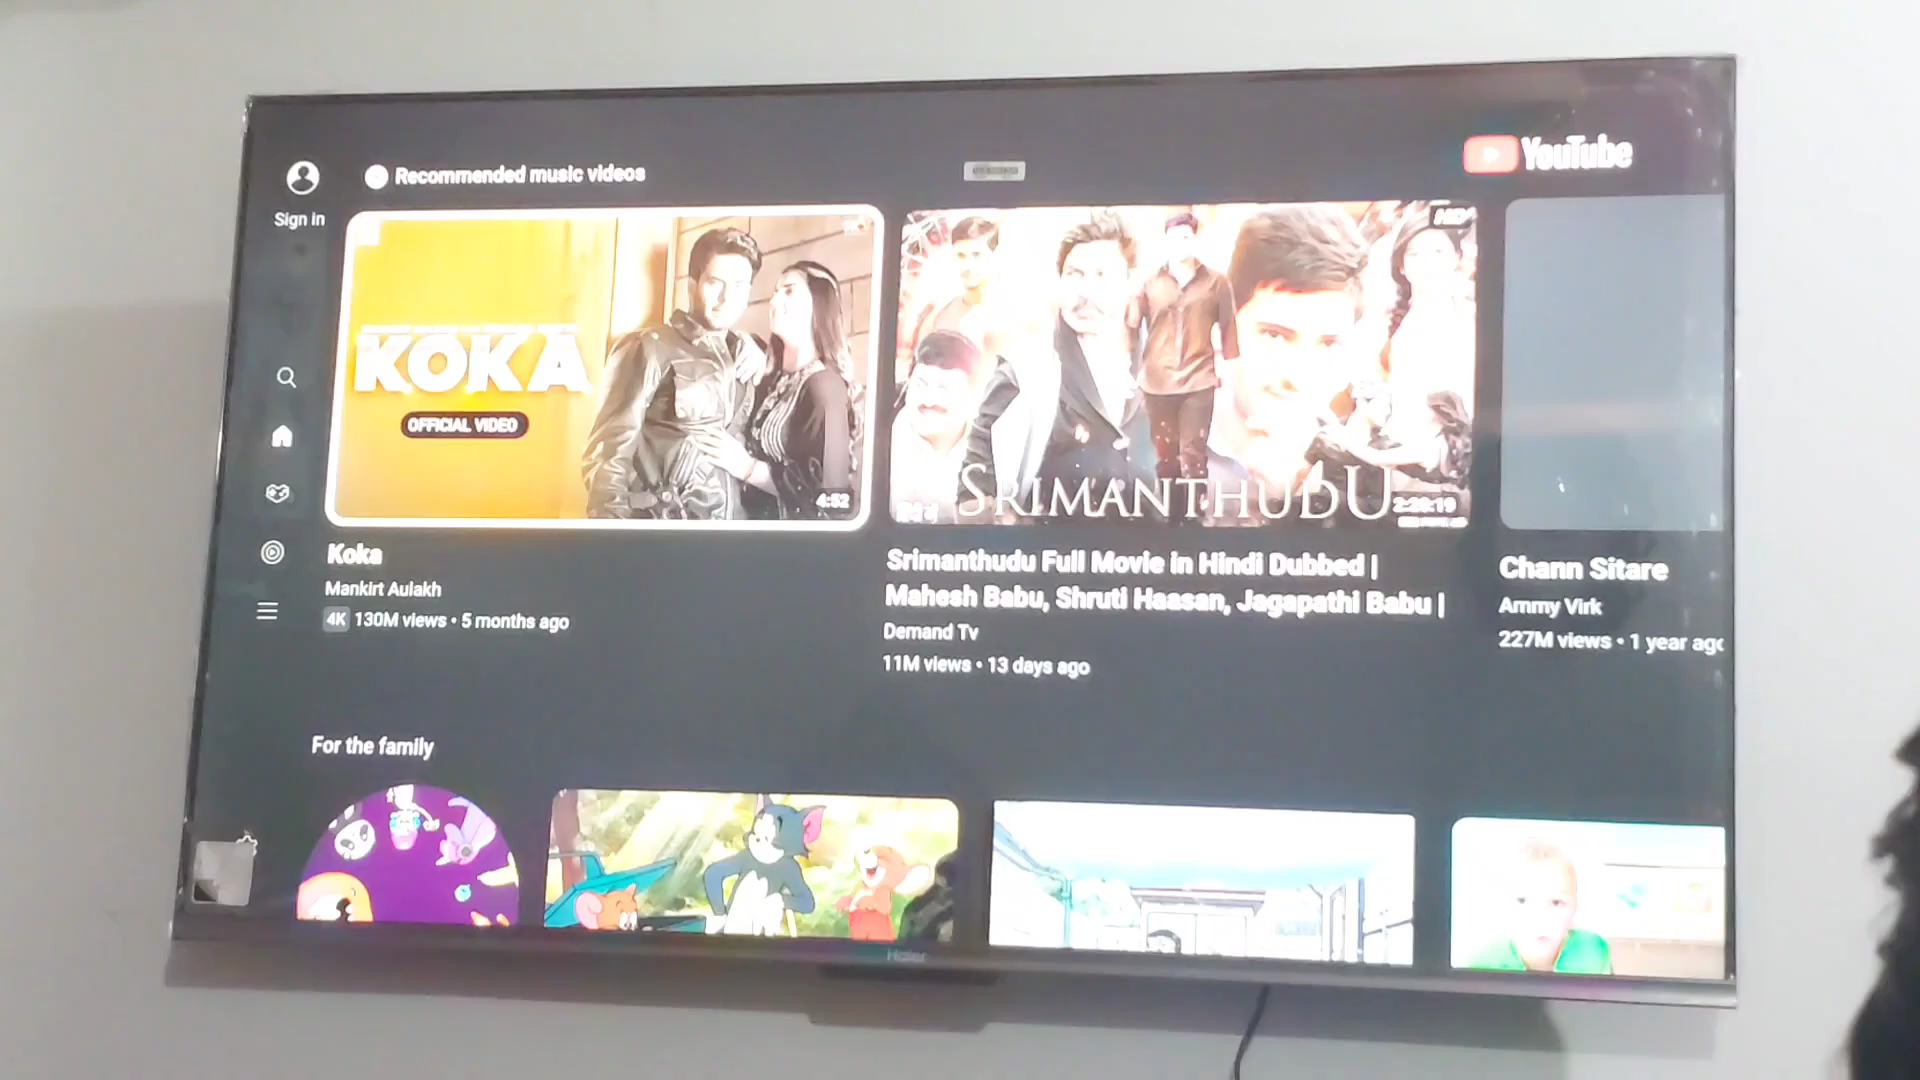 YouTube
Recommended music videos
Sign in
KOKA
OFFICIAL VIDEO
4:52
HD
SRIMANTHUDU
Koka
Mankirt Aulakh
4K 130M views • 5 months ago
Srimanthudu Full Movie in Hindi Dubbed |
Mahesh Babu, Shruti Haasan, Jagapathi Babu |
Demand Tv
11M views • 13 days ago
Chann Sitare
Ammy Virk
227M views • 1 year ago
For the family
Haier